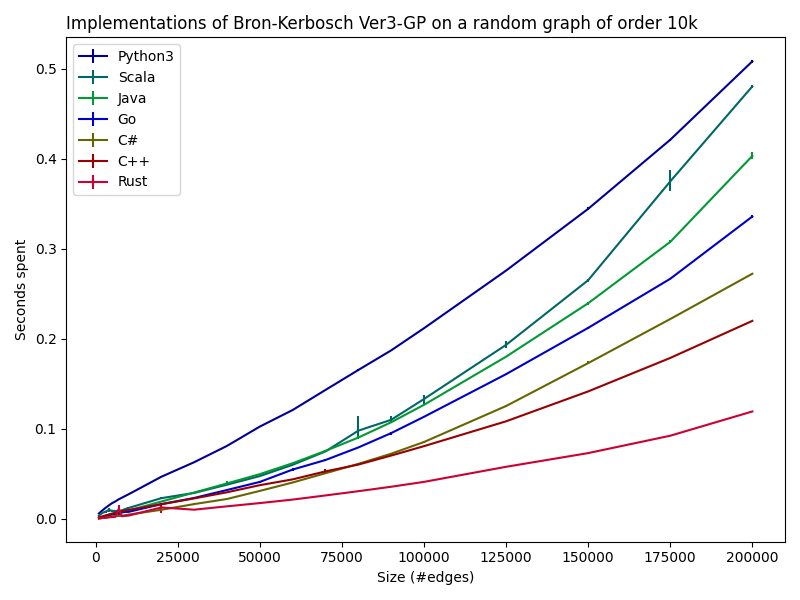 Implementations of Bron-Kerbosch Ver3-GP on a random graph of order 10k
Python3
Scala
Java
Go
C#
C++
Rust
Seconds spent
0.5
0.4
0.3
0.2
0.1
0.0
0 25000 50000 75000 100000 125000 150000 175000 200000
Size (#edges)